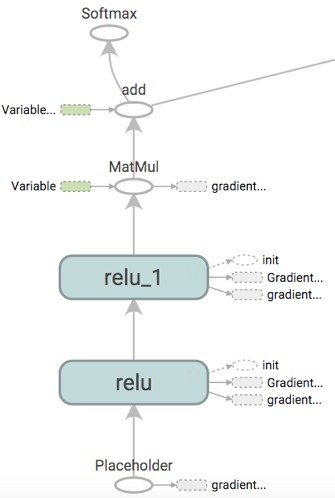 Softmax
add
Variable...
MatMul
Variable
gradient...
relu_1
init
Gradient...
gradient...
relu
init
Gradient...
gradient...
Placeholder
gradient...